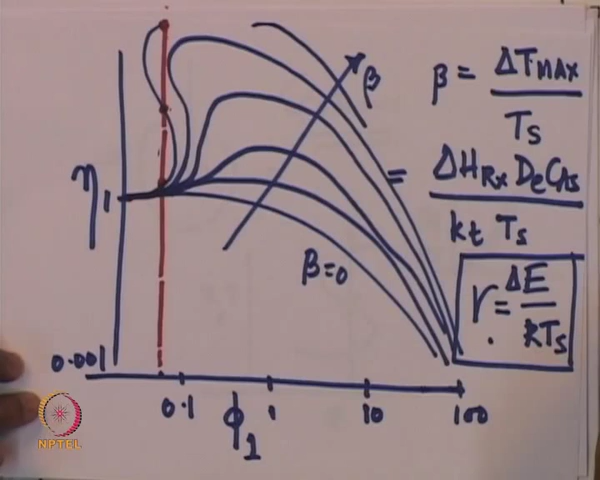 β = ΔTmax / Ts
= ΔHRx De CAs / kt Ts
γ = ΔE / RTs
β
η
1
β=0
0.001
0.1 1 10 100
ϕ1
NPTEL